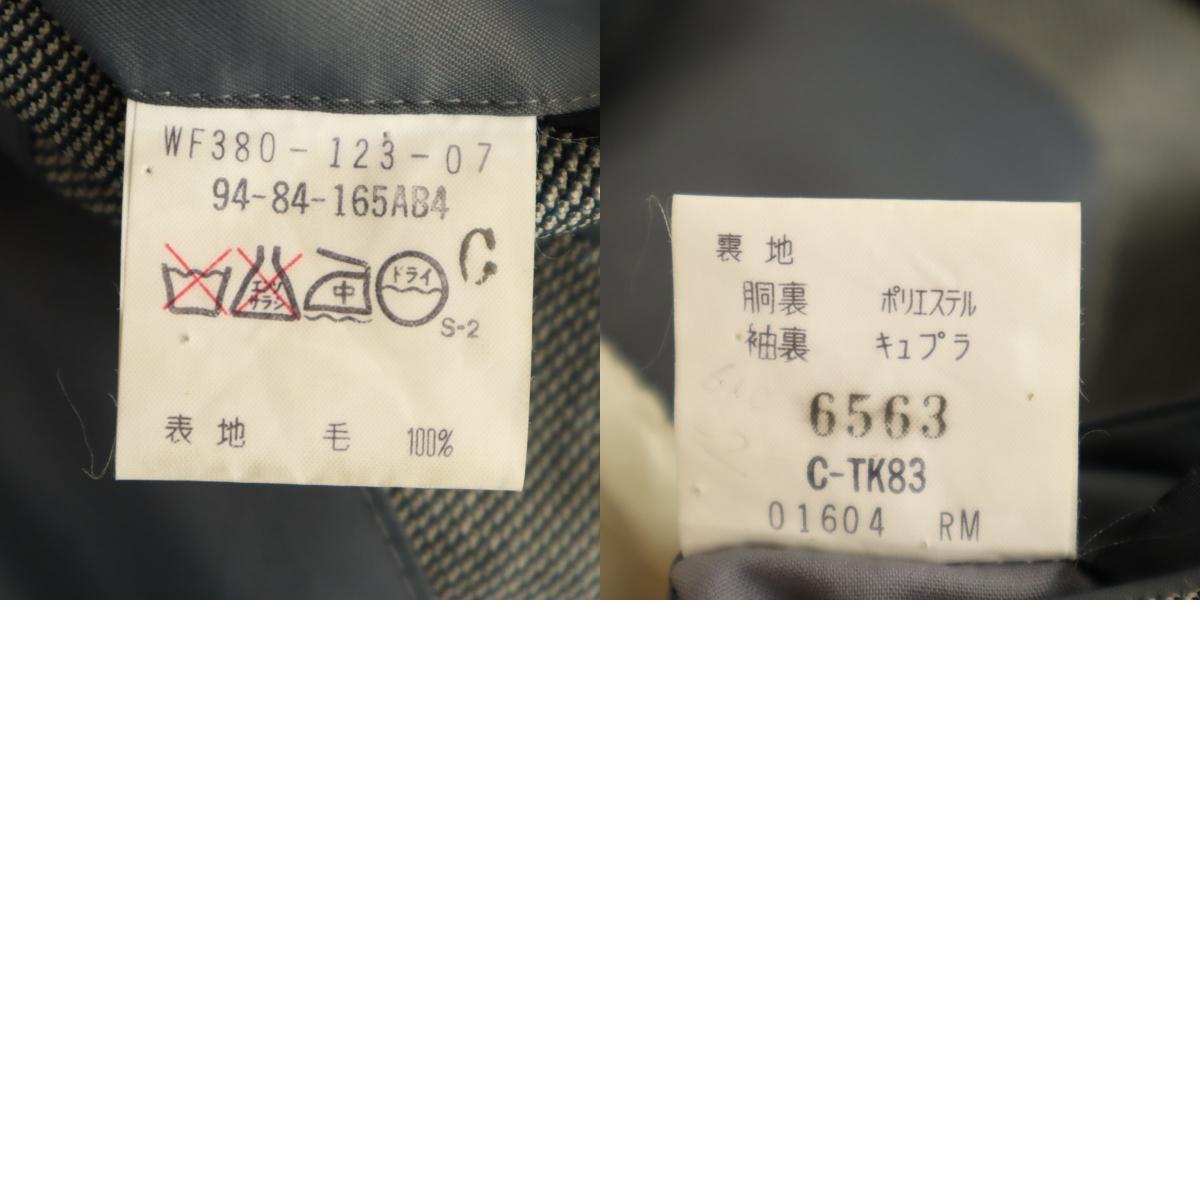 WF380-123-07
94-84-165AB4
C
エンソ
サラシ
中
ドライ
S-2
表地 毛 100%
裏地
胴裏 ポリエステル
袖裏 キュプラ
6563
C-TK83
01604 RM